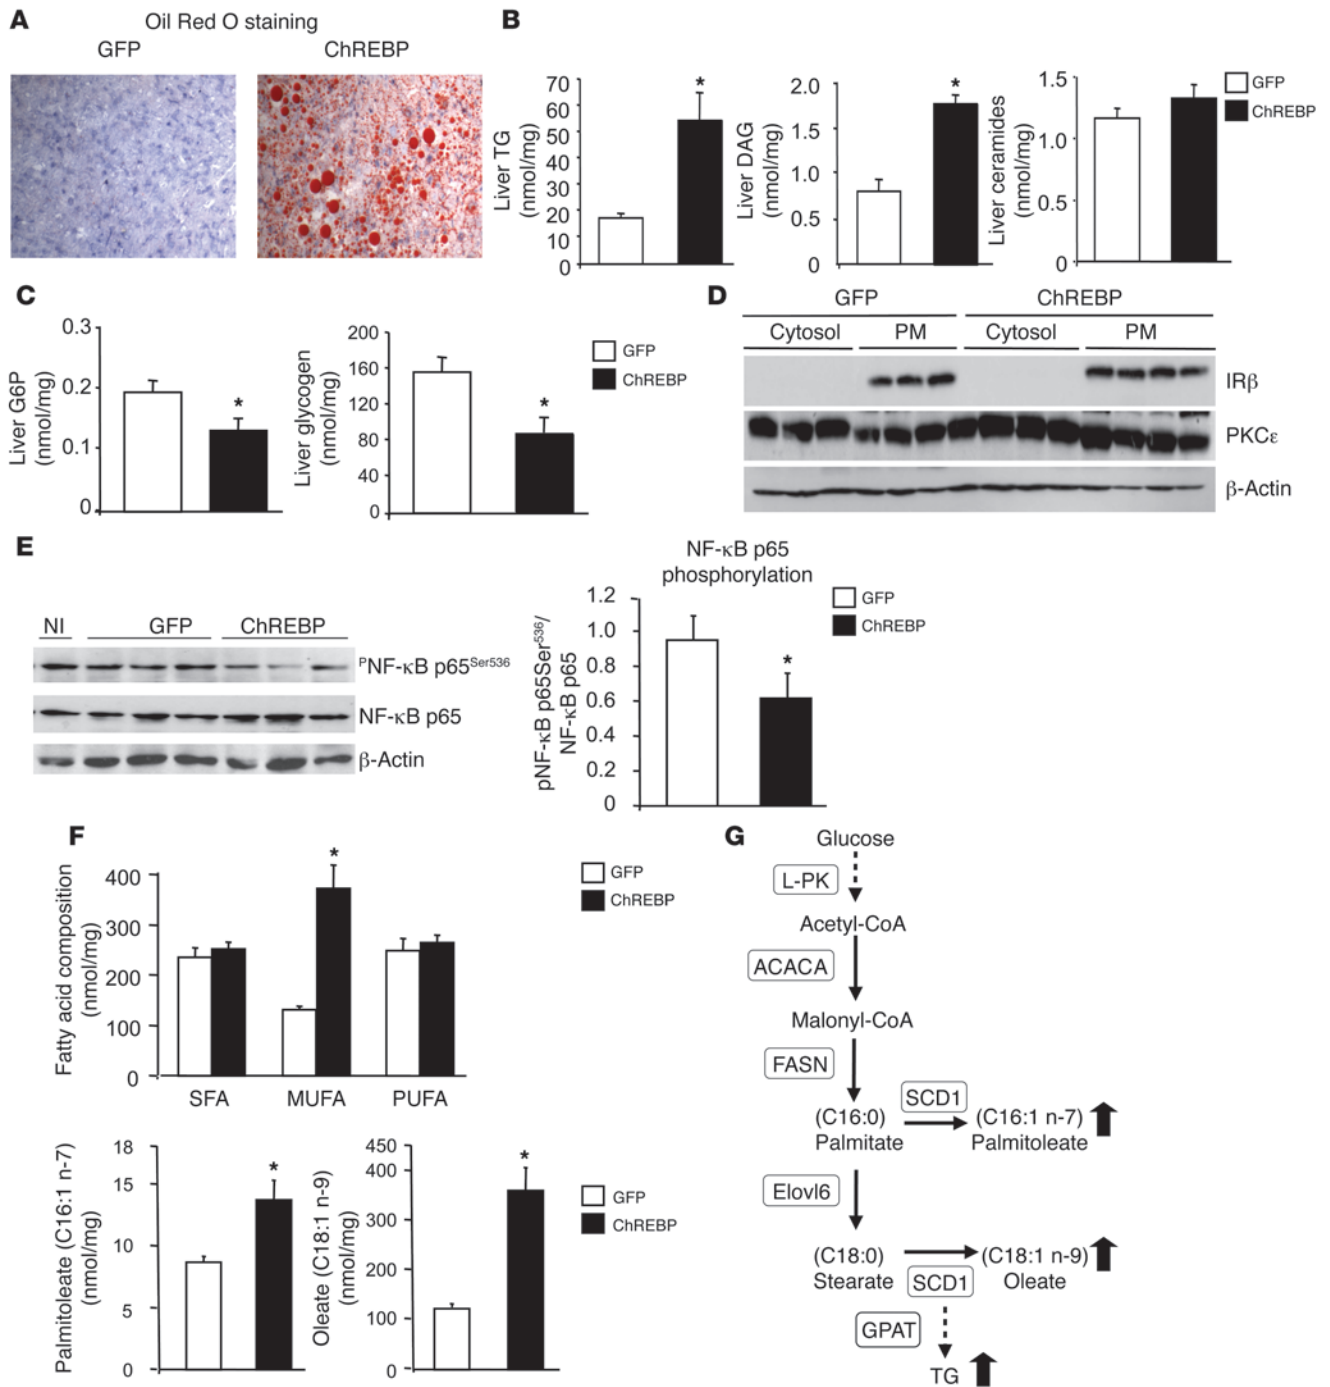 A
Oil Red O staining
GFP
ChREBP
B
Liver TG
(nmol/mg)
70
60
50
40
30
20
10
0
*
Liver DAG
(nmol/mg)
2.0
1.5
1.0
0.5
0
*
Liver ceramides
(nmol/mg)
1.5
1.0
0.5
0
GFP
ChREBP
C
Liver G6P
(nmol/mg)
0.3
0.2
0.1
0
*
Liver glycogen
(nmol/mg)
200
160
120
80
40
0
*
GFP
ChREBP
D
GFP
ChREBP
Cytosol
PM
Cytosol
PM
IRβ
PKCε
β-Actin
E
NI
GFP
ChREBP
PNF-κB p65Ser536
NF-κB p65
β-Actin
NF-κB p65
phosphorylation
pNF-κB p65Ser536/
NF-κB p65
1.2
1.0
0.8
0.6
0.4
0.2
0
*
GFP
ChREBP
F
Fatty acid composition
(nmol/mg)
400
300
200
100
0
*
SFA
MUFA
PUFA
GFP
ChREBP
Palmitoleate (C16:1 n-7)
(nmol/mg)
18
15
10
5
0
*
Oleate (C18:1 n-9)
(nmol/mg)
450
400
300
200
100
0
*
GFP
ChREBP
G
Glucose
L-PK
Acetyl-CoA
ACACA
Malonyl-CoA
FASN
SCD1
(C16:0)
Palmitate
(C16:1 n-7)
Palmitoleate
Elovl6
(C18:0)
Stearate
(C18:1 n-9)
Oleate
SCD1
GPAT
TG